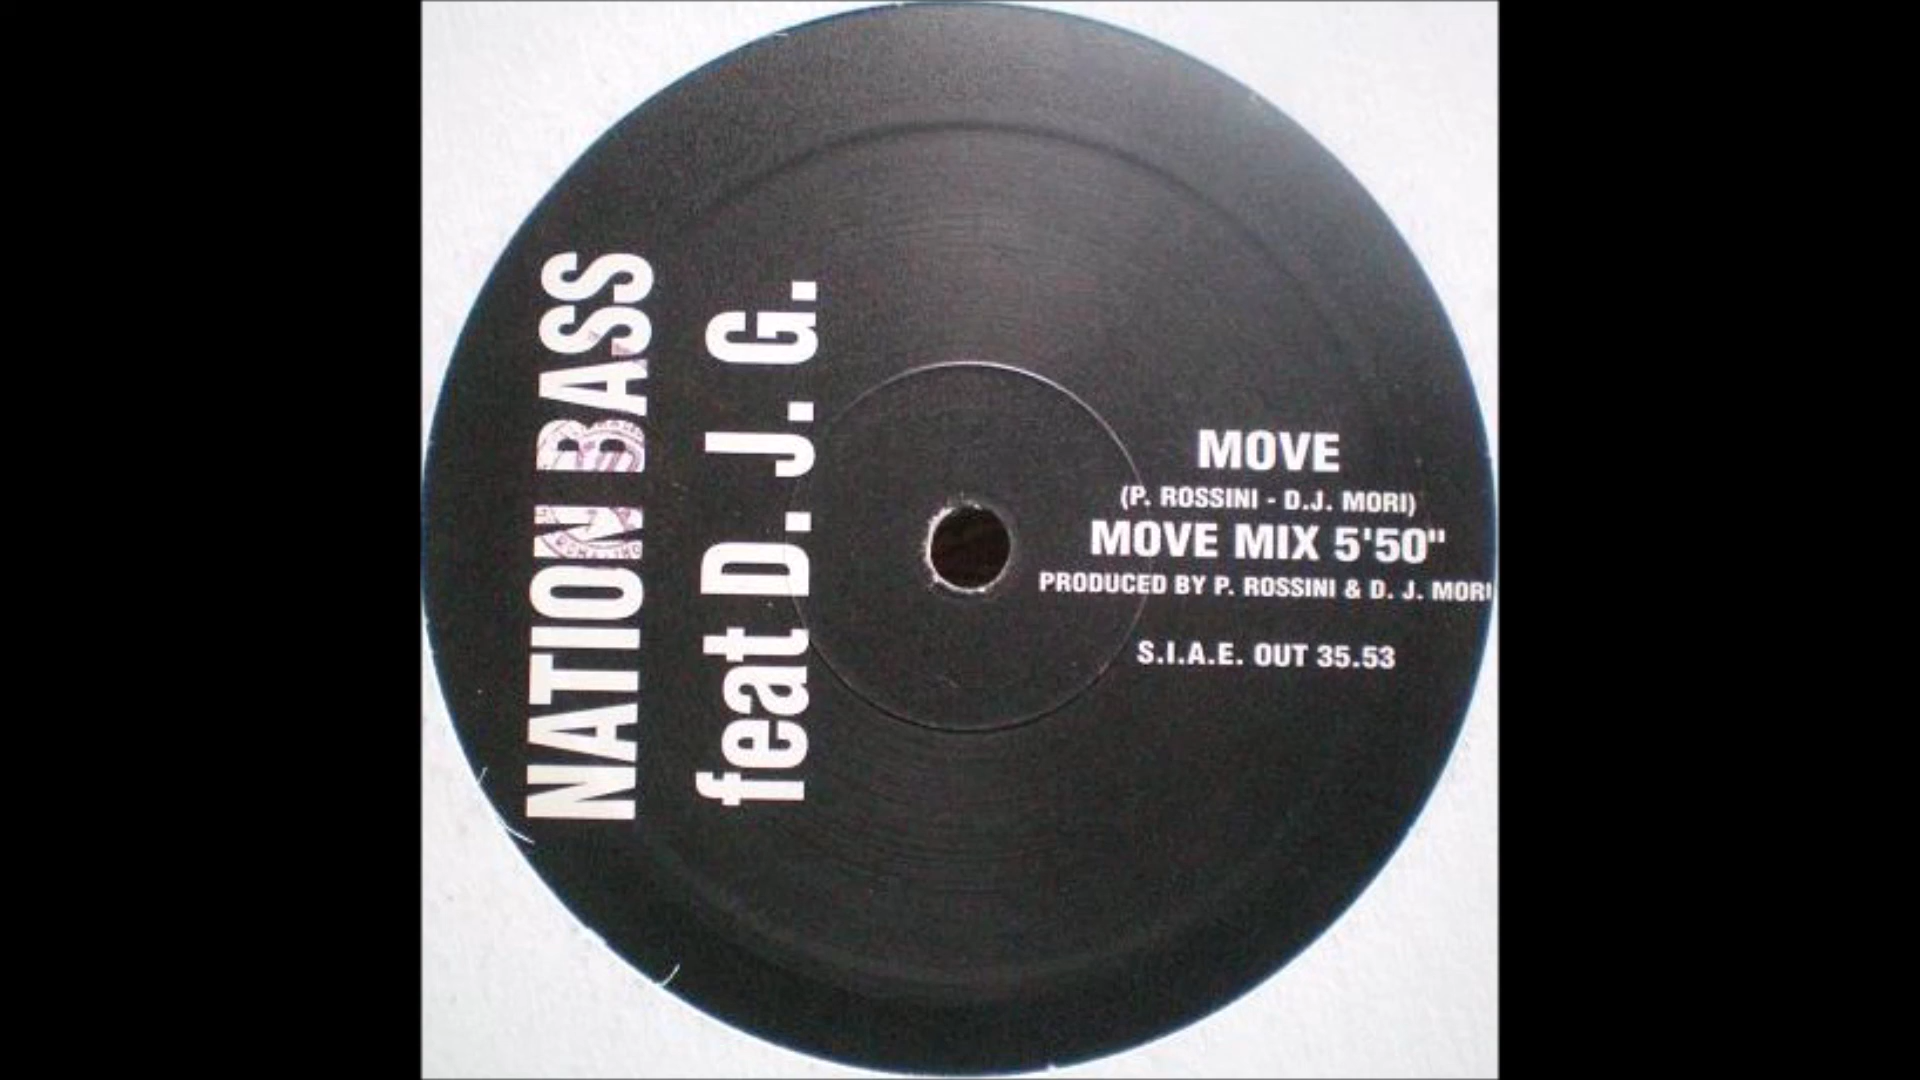 NATION BASS
feat D. J. G.
MOVE
(P. ROSSINI - D.J. MORI)
MOVE MIX 5'50"
PRODUCED BY P. ROSSINI & D. J. MORI
S.I.A.E. OUT 35.53